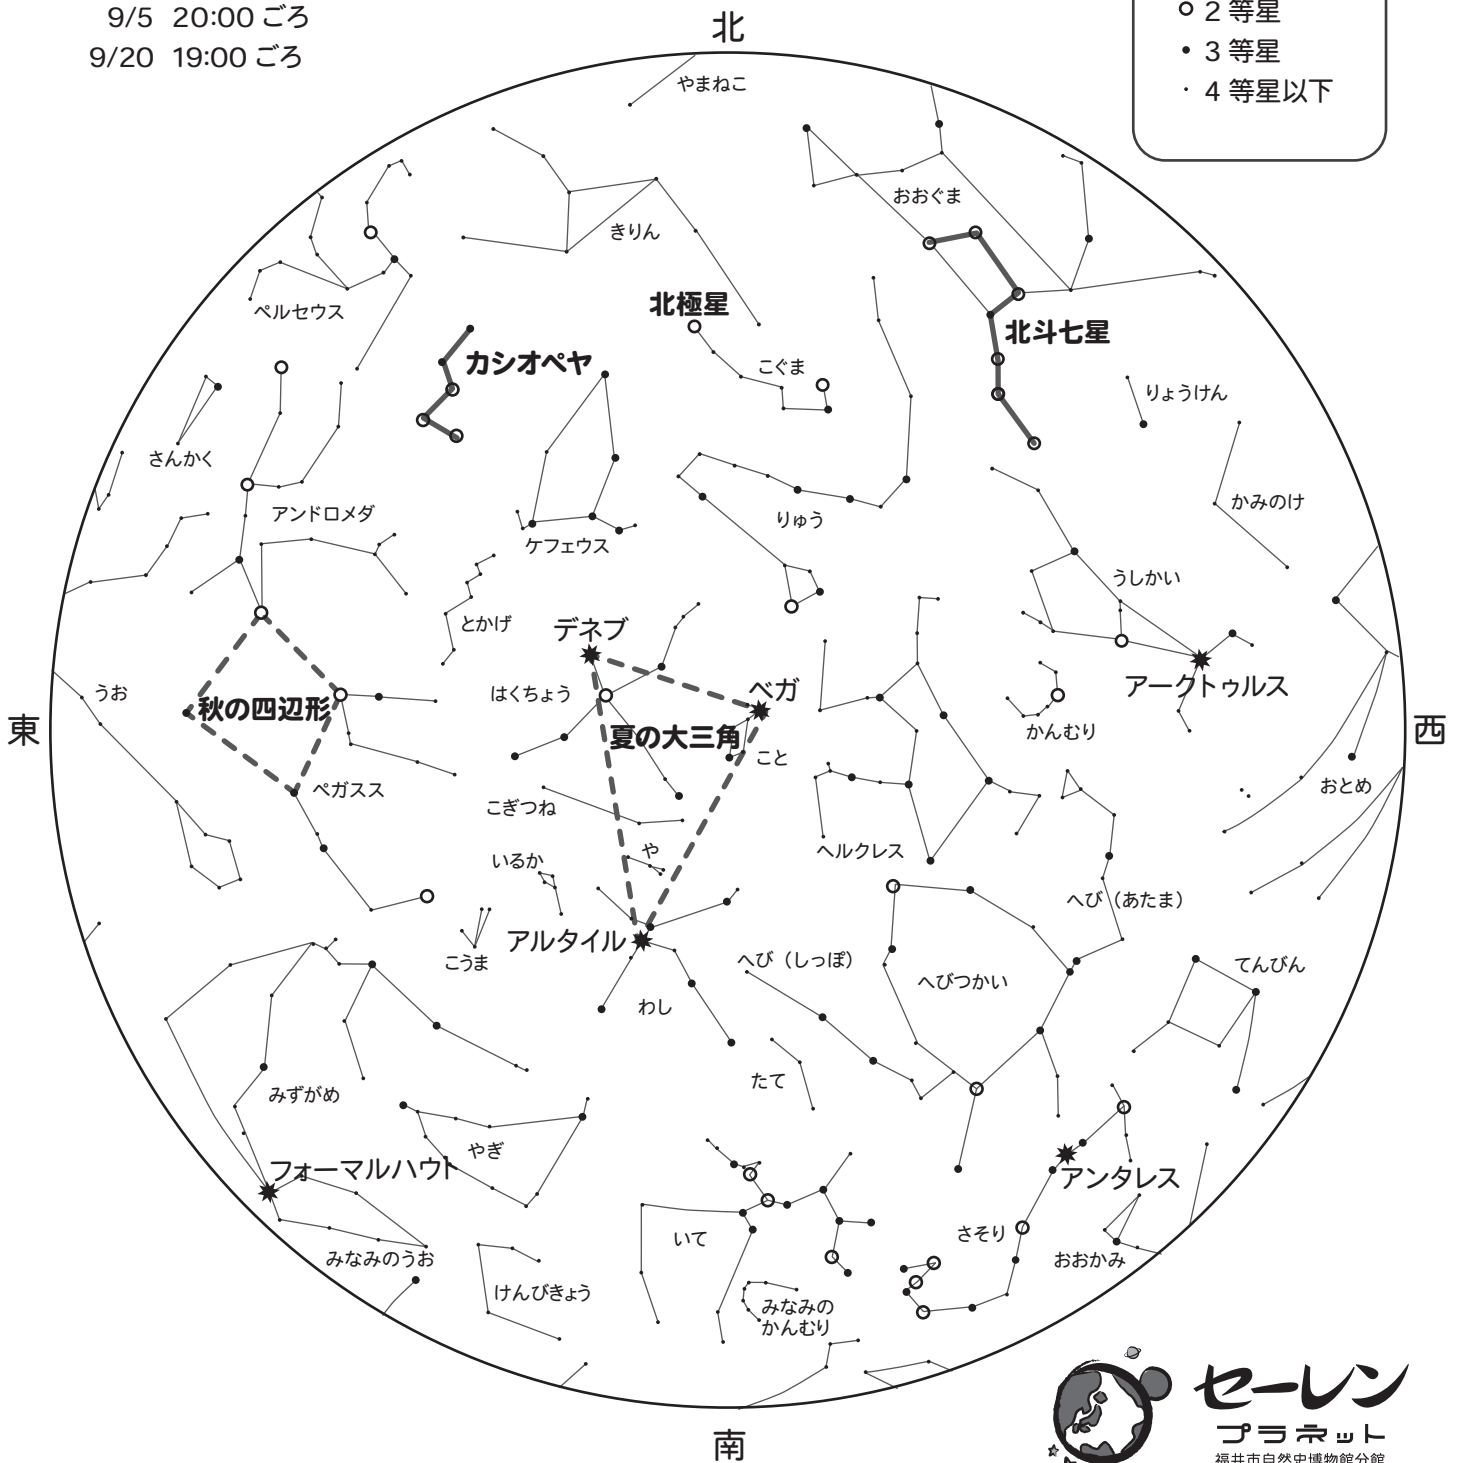 9/5 20:00 ごろ
9/20 19:00 ごろ
北
2 等星
3 等星
4 等星以下
やまねこ
おおぐま
きりん
ペルセウス
北極星
北斗七星
カシオペヤ
こぐま
りょうけん
さんかく
かみのけ
アンドロメダ
りゅう
ケフェウス
うしかい
とかげ
デネブ
アークトゥルス
はくちょう
ベガ
うお
秋の四辺形
かんむり
東
西
夏の大三角
こと
ペガスス
おとめ
こぎつね
や
ヘルクレス
いるか
へび（あたま）
アルタイル
こうま
へび（しっぽ）
へびつかい
てんびん
わし
たて
みずがめ
やぎ
フォーマルハウト
アンタレス
いて
さそり
おおかみ
みなみのうお
けんびきょう
みなみの
かんむり
南
セーレン
プラネット
福井市自然史博物館分館